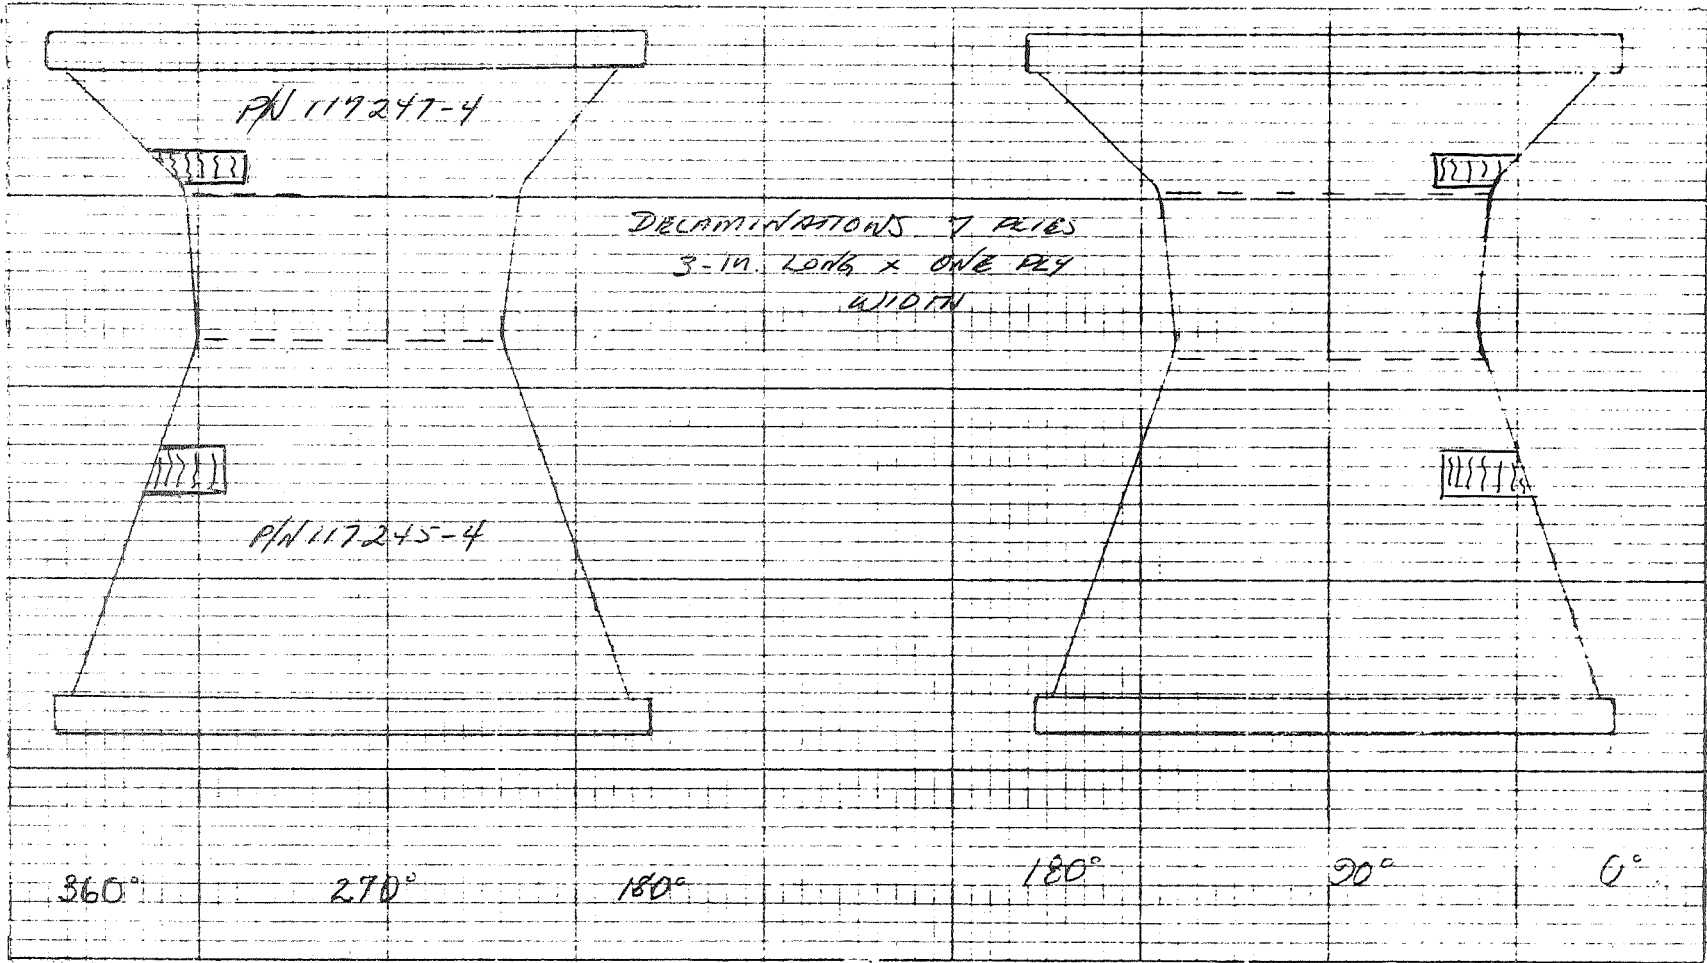 P/N 117247-4
DELAMINATIONS 7 PLIES
3-IN. LONG x ONE PLY
WIDTH
P/N 117245-4
360° 270° 180° 180° 90° 0°